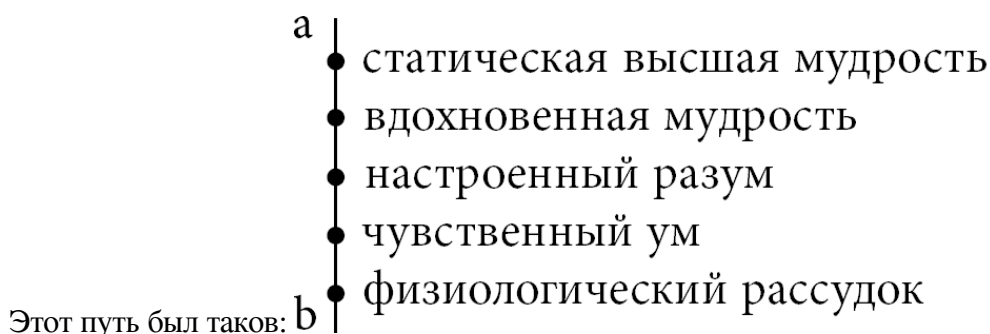 a
статическая высшая мудрость
вдохновенная мудрость
настроенный разум
чувственный ум
физиологический рассудок
Этот путь был таков: b